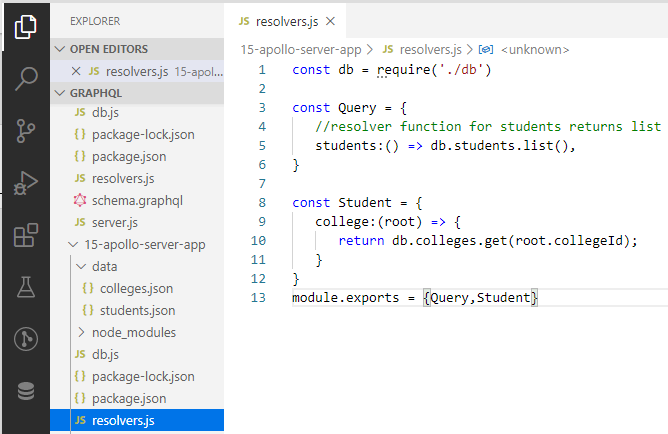 EXPLORER
OPEN EDITORS
JS resolvers.js 15-apol...
GRAPHQL
JS db.js
package-lock.json
package.json
JS resolvers.js
schema.graphql
JS server.js
15-apollo-server-app
data
{} colleges.json
{} students.json
node_modules
JS db.js
package-lock.json
package.json
JS resolvers.js
JS resolvers.js
15-apollo-server-app > JS resolvers.js > <unknown>
1 const db = require('./db')
2
3 const Query = {
4 //resolver function for students returns list
5 students:() => db.students.list(),
6 }
7
8 const Student = {
9 college:(root) => {
10 return db.colleges.get(root.collegeId);
11 }
12 }
13 module.exports = {Query,Student}